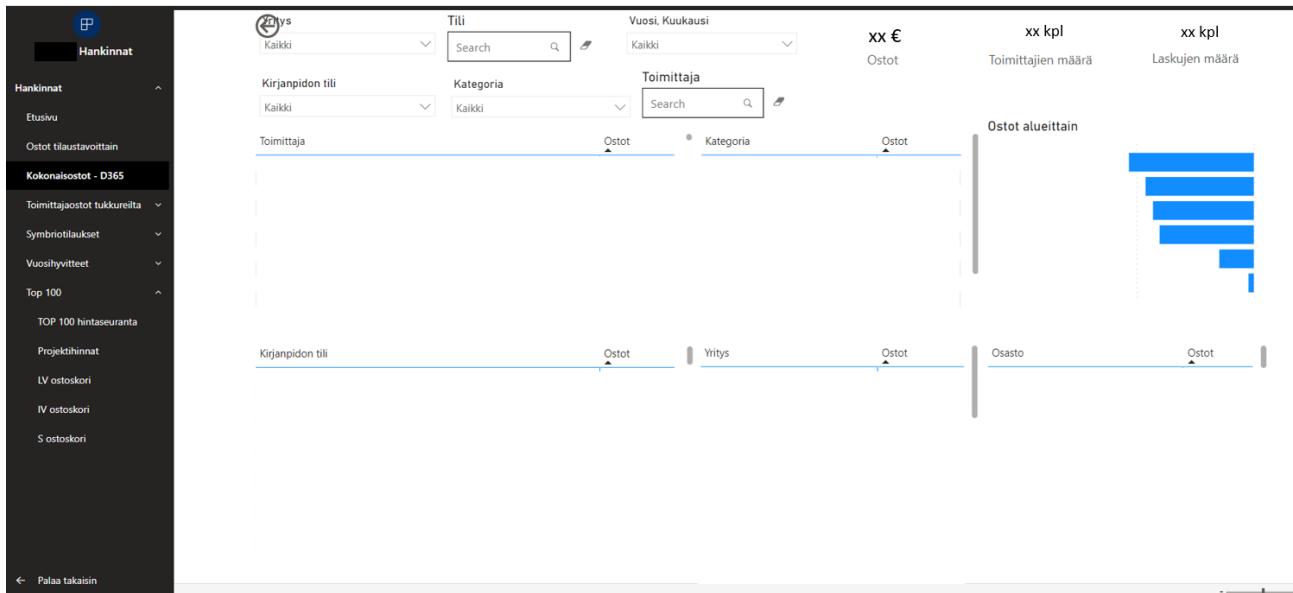 Hankinnat
Hankinnat
Etusivu
Ostot tilaustavoittain
Kokonaisostot - D365
Toimittajaostot tukkureilta
Symbriotilaukset
Vuosihyvitteet
Top 100
TOP 100 hintaseuranta
Projektihinnat
LV ostoskori
IV ostoskori
S ostoskori
Palaa takaisin
Yritys
Kaikki
Tili
Search
Vuosi, Kuukausi
Kaikki
xx €
Ostot
xx kpl
Toimittajien määrä
xx kpl
Laskujen määrä
Kirjanpidon tili
Kaikki
Kategoria
Kaikki
Toimittaja
Search
Toimittaja Ostot
Kategoria Ostot
Ostot alueittain
Kirjanpidon tili Ostot
Yritys Ostot
Osasto Ostot